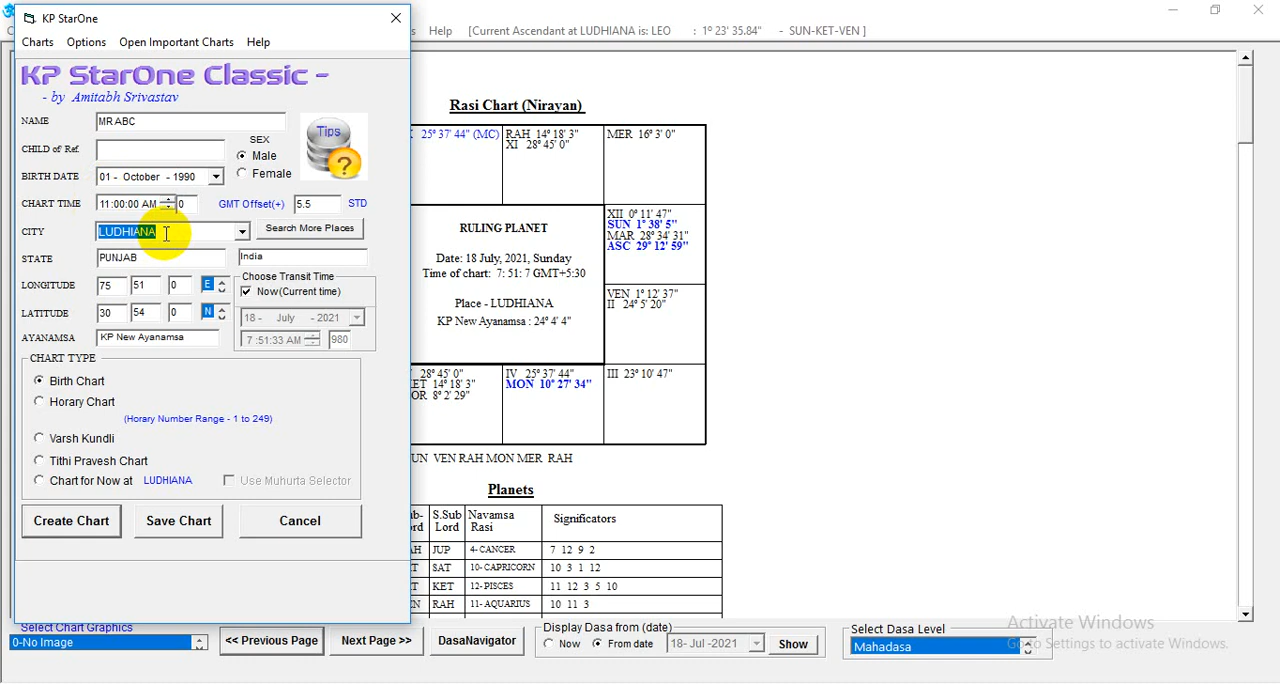 KP StarOne
Charts Options Open Important Charts Help
Help [Current Ascendant at LUDHIANA is: LEO : 1° 23' 35.84" - SUN-KET-VEN ]
KP StarOne Classic -
- by Amitabh Srivastav
NAME MR ABC
CHILD of Ref.
SEX
Male
Female
Tips
?
BIRTH DATE 01 - October - 1990
CHART TIME 11:00:00 AM 0 GMT Offset(+) 5.5 STD
CITY LUDHIANA Search More Places
STATE PUNJAB India
LONGITUDE 75 51 0 E
LATITUDE 30 54 0 N
AYANAMSA KP New Ayanamsa
Choose Transit Time
Now(Current time)
18 - July - 2021
7 :51:33 AM 980
CHART TYPE
Birth Chart
Horary Chart
(Horary Number Range - 1 to 249)
Varsh Kundli
Tithi Pravesh Chart
Chart for Now at LUDHIANA Use Muhurta Selector
Create Chart Save Chart Cancel
Rasi Chart (Nirayan)
25° 37' 44" (MC)
RAH 14° 18' 3"
XI 28° 45' 0"
MER 16° 3' 0"
XII 0° 11' 47"
SUN 1° 38' 5"
MAR 28° 34' 31"
ASC 29° 12' 59"
RULING PLANET
Date: 18 July, 2021, Sunday
Time of chart: 7: 51: 7 GMT+5:30
Place - LUDHIANA
KP New Ayanamsa : 24° 4' 4"
VEN 1° 12' 37"
II 24° 5' 20"
28° 45' 0"
ET 14° 18' 3"
OR 8° 2' 29"
IV 25° 37' 44"
MON 10° 27' 34"
III 23° 10' 47"
UN VEN RAH MON MER RAH
Planets
S.Sub Lord Navamsa Rasi Significators
AH JUP 4- CANCER 7 12 9 2
T SAT 10- CAPRICORN 10 3 1 12
T KET 12- PISCES 11 12 3 5 10
EN RAH 11- AQUARIUS 10 11 3
Select Chart Graphics
0-No Image
<< Previous Page Next Page >> DasaNavigator
Display Dasa from (date)
Now From date 18- Jul -2021 Show
Select Dasa Level
Mahadasa
Activate Windows
Go to Settings to activate Windows.